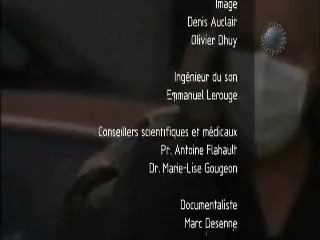 Image
Denis Auclair
Olivier Dhuy
Ingénieur du son
Emmanuel Lerouge
Conseillers scientifiques et médicaux
Pr. Antoine Flahault
Dr. Marie-Lise Gougeon
Documentaliste
Marc Desenne